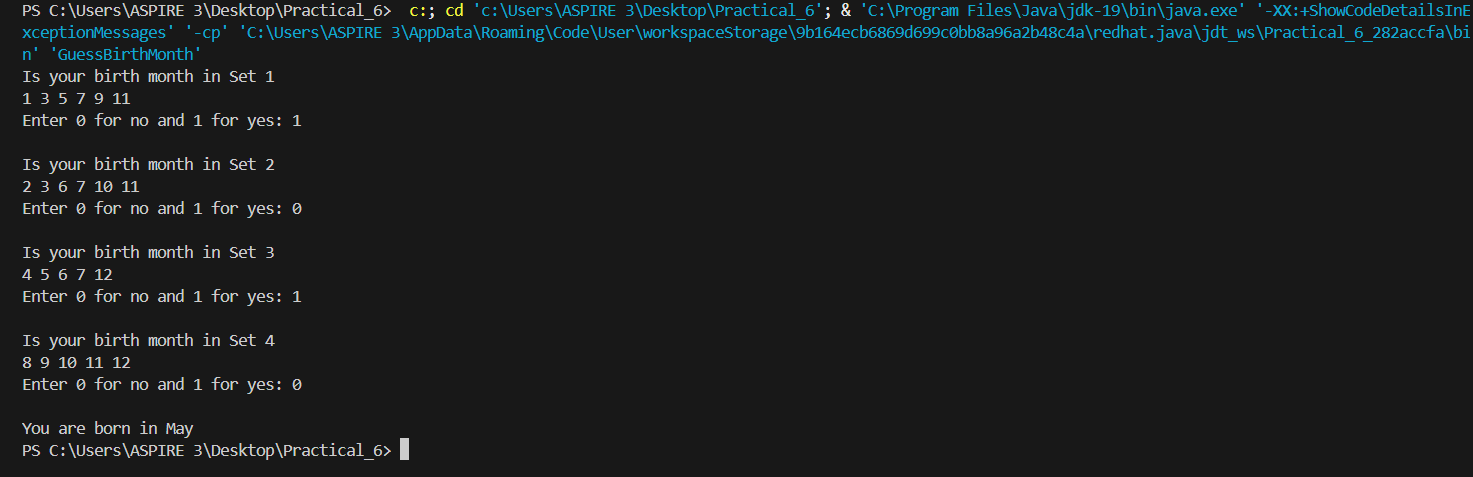 PS C:\Users\ASPIRE 3\Desktop\Practical_6>  c:; cd 'c:\Users\ASPIRE 3\Desktop\Practical_6'; & 'C:\Program Files\Java\jdk-19\bin\java.exe' '-XX:+ShowCodeDetailsInE
xceptionMessages' '-cp' 'C:\Users\ASPIRE 3\AppData\Roaming\Code\User\workspaceStorage\9b164ecb6869d699c0bb8a96a2b48c4a\redhat.java\jdt_ws\Practical_6_282accfa\bi
n' 'GuessBirthMonth'
Is your birth month in Set 1
1 3 5 7 9 11
Enter 0 for no and 1 for yes: 1
Is your birth month in Set 2
2 3 6 7 10 11
Enter 0 for no and 1 for yes: 0
Is your birth month in Set 3
4 5 6 7 12
Enter 0 for no and 1 for yes: 1
Is your birth month in Set 4
8 9 10 11 12
Enter 0 for no and 1 for yes: 0
You are born in May
PS C:\Users\ASPIRE 3\Desktop\Practical_6>